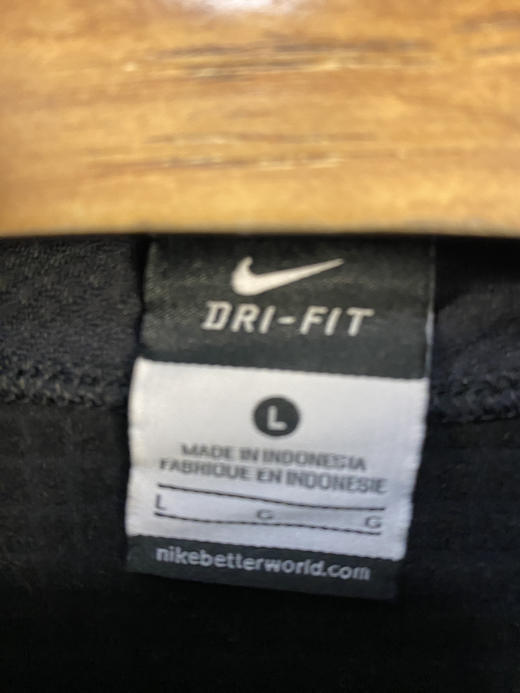 DRI-FIT
L
MADE IN INDONESIA
FABRIQUE EN INDONESIE
L G G
nikebetterworld.com